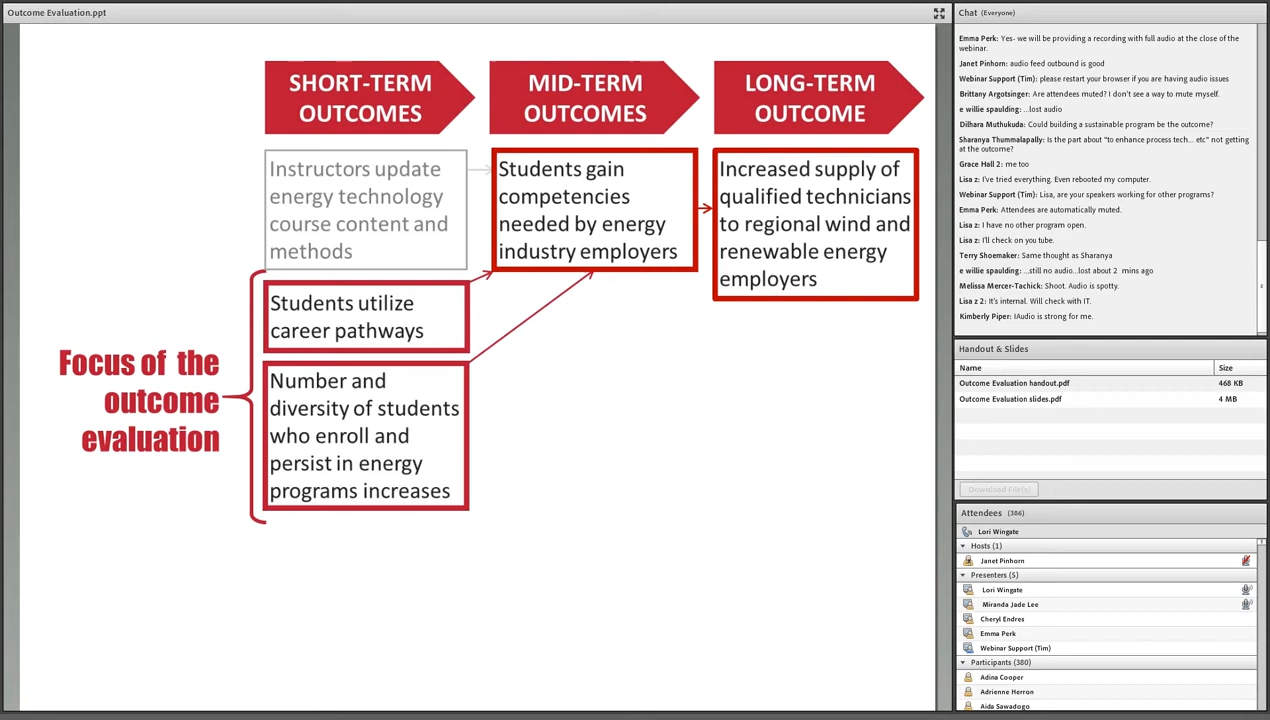 Outcome Evaluation.ppt
SHORT-TERM
OUTCOMES
MID-TERM
OUTCOMES
LONG-TERM
OUTCOME
Instructors update
energy technology
course content and
methods
Students gain
competencies
needed by energy
industry employers
Increased supply of
qualified technicians
to regional wind and
renewable energy
employers
Students utilize
career pathways
Focus of the
outcome
evaluation
Number and
diversity of students
who enroll and
persist in energy
programs increases
Chat (Everyone)
Emma Perk: Yes- we will be providing a recording with full audio at the close of the
webinar.
Janet Pinhorn: audio feed outbound is good
Webinar Support (Tim): please restart your browser if you are having audio issues
Brittany Argotsinger: Are attendees muted? I don't see a way to mute myself.
e willie spaulding: ...lost audio
Dilhara Muthukuda: Could building a sustainable program be the outcome?
Sharanya Thummalapally: Is the part about "to enhance process tech... etc" not getting
at the outcome?
Grace Hall 2: me too
Lisa z: I've tried everything. Even rebooted my computer.
Webinar Support (Tim): Lisa, are your speakers working for other programs?
Emma Perk: Attendees are automatically muted.
Lisa z: I have no other program open.
Lisa z: I'll check on you tube.
Terry Shoemaker: Same thought as Sharanya
e willie spaulding: ...still no audio...lost about 2 mins ago
Melissa Mercer-Tachick: Shoot. Audio is spotty.
Lisa z 2: It's internal. Will check with IT.
Kimberly Piper: IAudio is strong for me.
Handout & Slides
Name Size
Outcome Evaluation handout.pdf 468 KB
Outcome Evaluation slides.pdf 4 MB
Download File(s)
Attendees (386)
Lori Wingate
Hosts (1)
Janet Pinhorn
Presenters (5)
Lori Wingate
Miranda Jade Lee
Cheryl Endres
Emma Perk
Webinar Support (Tim)
Participants (380)
Adina Cooper
Adrienne Herron
Aida Sawadogo